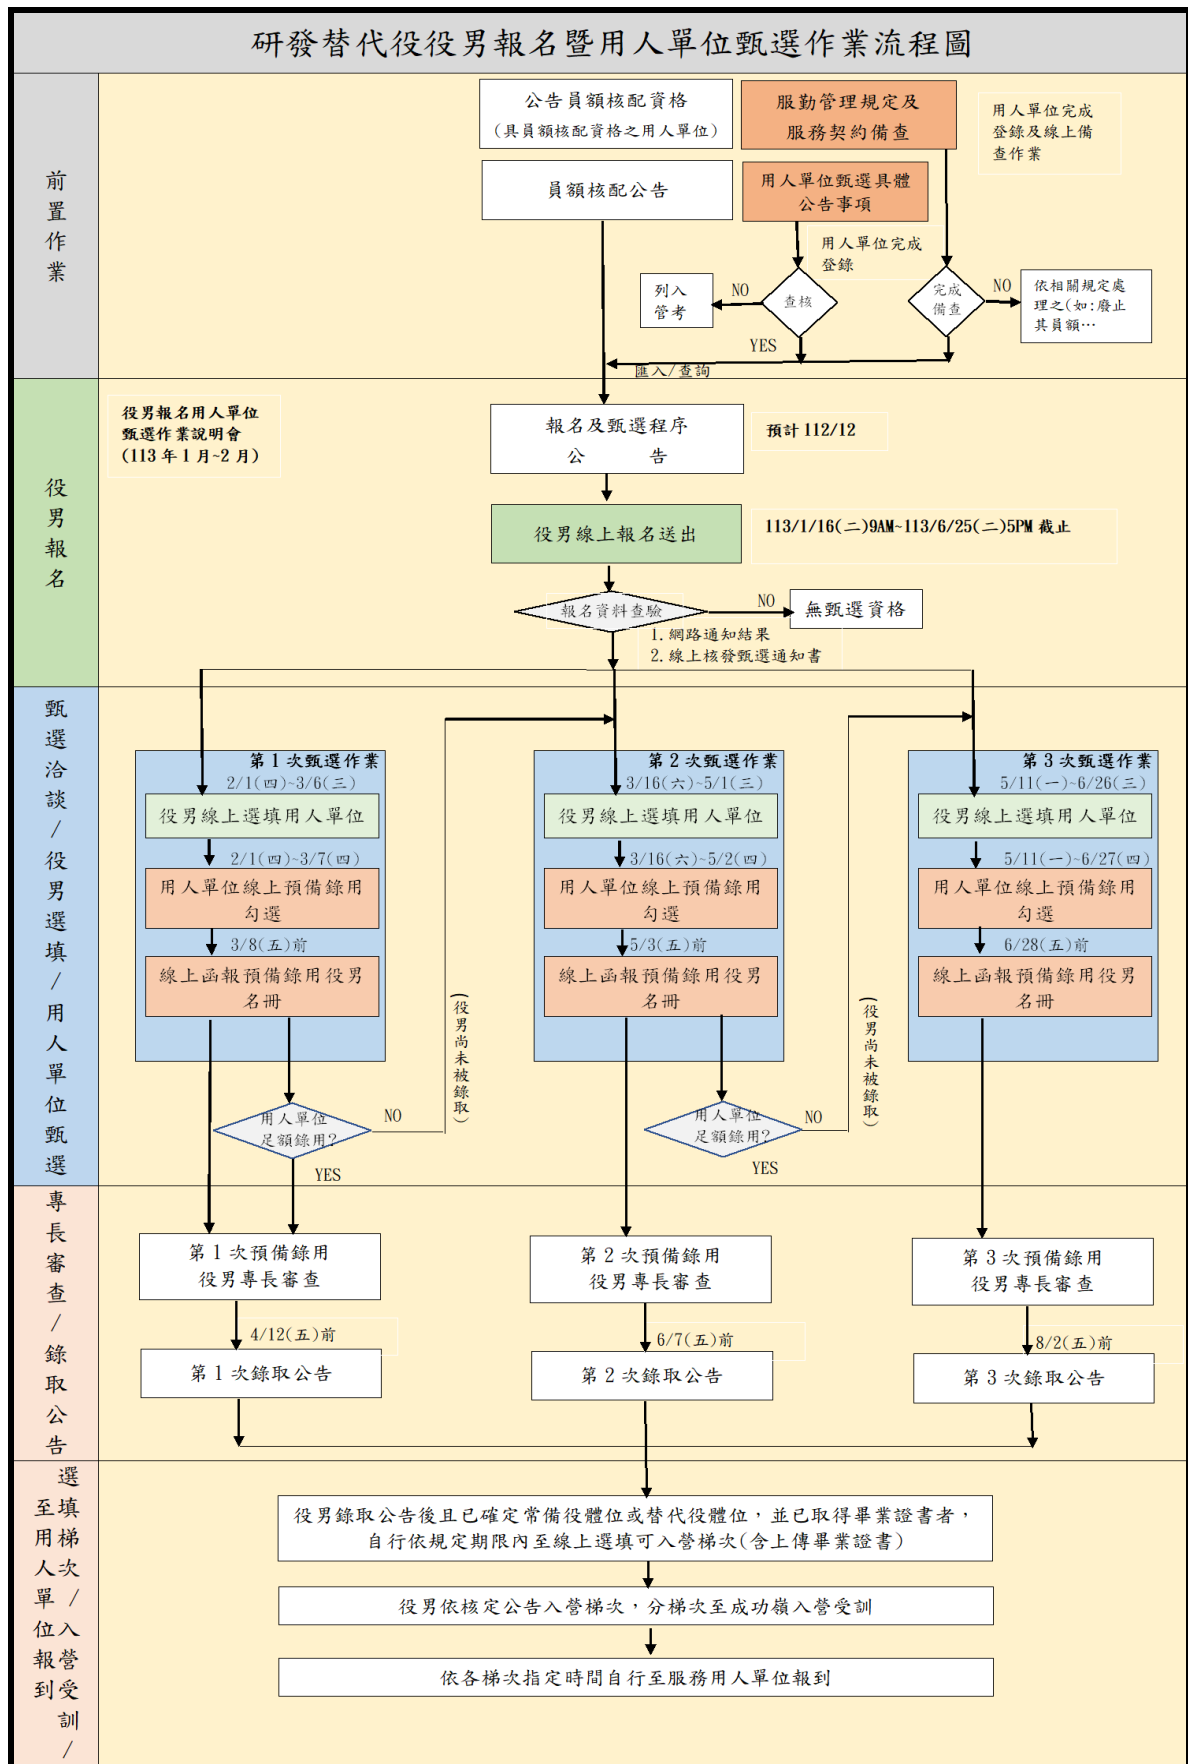 研發替代役役男報名暨用人單位甄選作業流程圖
前置作業
公告員額核配資格
(具員額核配資格之用人單位)
服勤管理規定及
服務契約備查
用人單位完成
登錄及線上備
查作業
員額核配公告
用人單位甄選具體
公告事項
用人單位完成
登錄
列入
管考
NO
查核
完成
備查
NO
依相關規定處
理之(如:廢止
其員額…
YES
匯入/查詢
役男報名
役男報名用人單位
甄選作業說明會
(113 年 1 月~2 月)
報名及甄選程序
公 告
預計 112/12
役男線上報名送出
113/1/16(二)9AM~113/6/25(二)5PM 截止
報名資料查驗
NO
無甄選資格
1. 網路通知結果
2. 線上核發甄選通知書
甄選洽談/役男選填/用人單位甄選
第 1 次甄選作業
2/1(四)~3/6(三)
役男線上選填用人單位
2/1(四)~3/7(四)
用人單位線上預備錄用
勾選
3/8(五)前
線上函報預備錄用役男
名冊
用人單位
足額錄用?
NO
YES
(役男尚未被錄取)
第 2 次甄選作業
3/16(六)~5/1(三)
役男線上選填用人單位
3/16(六)~5/2(四)
用人單位線上預備錄用
勾選
5/3(五)前
線上函報預備錄用役男
名冊
用人單位
足額錄用?
NO
YES
(役男尚未被錄取)
第 3 次甄選作業
5/11(一)~6/26(三)
役男線上選填用人單位
5/11(一)~6/27(四)
用人單位線上預備錄用
勾選
6/28(五)前
線上函報預備錄用役男
名冊
專長審查/錄取公告
第 1 次預備錄用
役男專長審查
4/12(五)前
第 1 次錄取公告
第 2 次預備錄用
役男專長審查
6/7(五)前
第 2 次錄取公告
第 3 次預備錄用
役男專長審查
8/2(五)前
第 3 次錄取公告
選填梯次/入營受訓/
至用人單位報到
役男錄取公告後且已確定常備役體位或替代役體位，並已取得畢業證書者，
自行依規定期限內至線上選填可入營梯次(含上傳畢業證書)
役男依核定公告入營梯次，分梯次至成功嶺入營受訓
依各梯次指定時間自行至服務用人單位報到